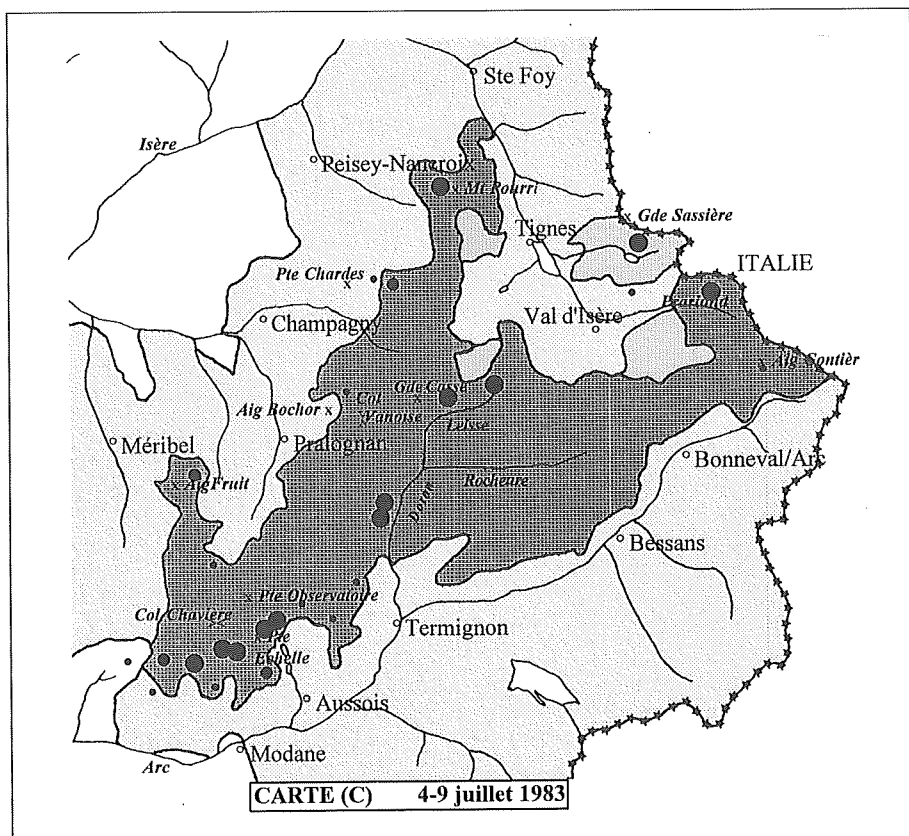 Ste Foy
Isère
Peisey-Nancroix
Mt Pourri
Gde Sassière
Tignes
ITALIE
Pte Chardes
Champagny
Val d'Isère
Gde Casse
Aig Rochor
Col
Vanoise
Leisse
Méribel
Pralognan
Aig Fruit
Bonneval/Arc
Rocheure
Doron
Bessans
Pte Observatoire
Col Chavière
Termignon
Pte
Echelle
Aussois
Modane
Arc
CARTE (C) 4-9 juillet 1983